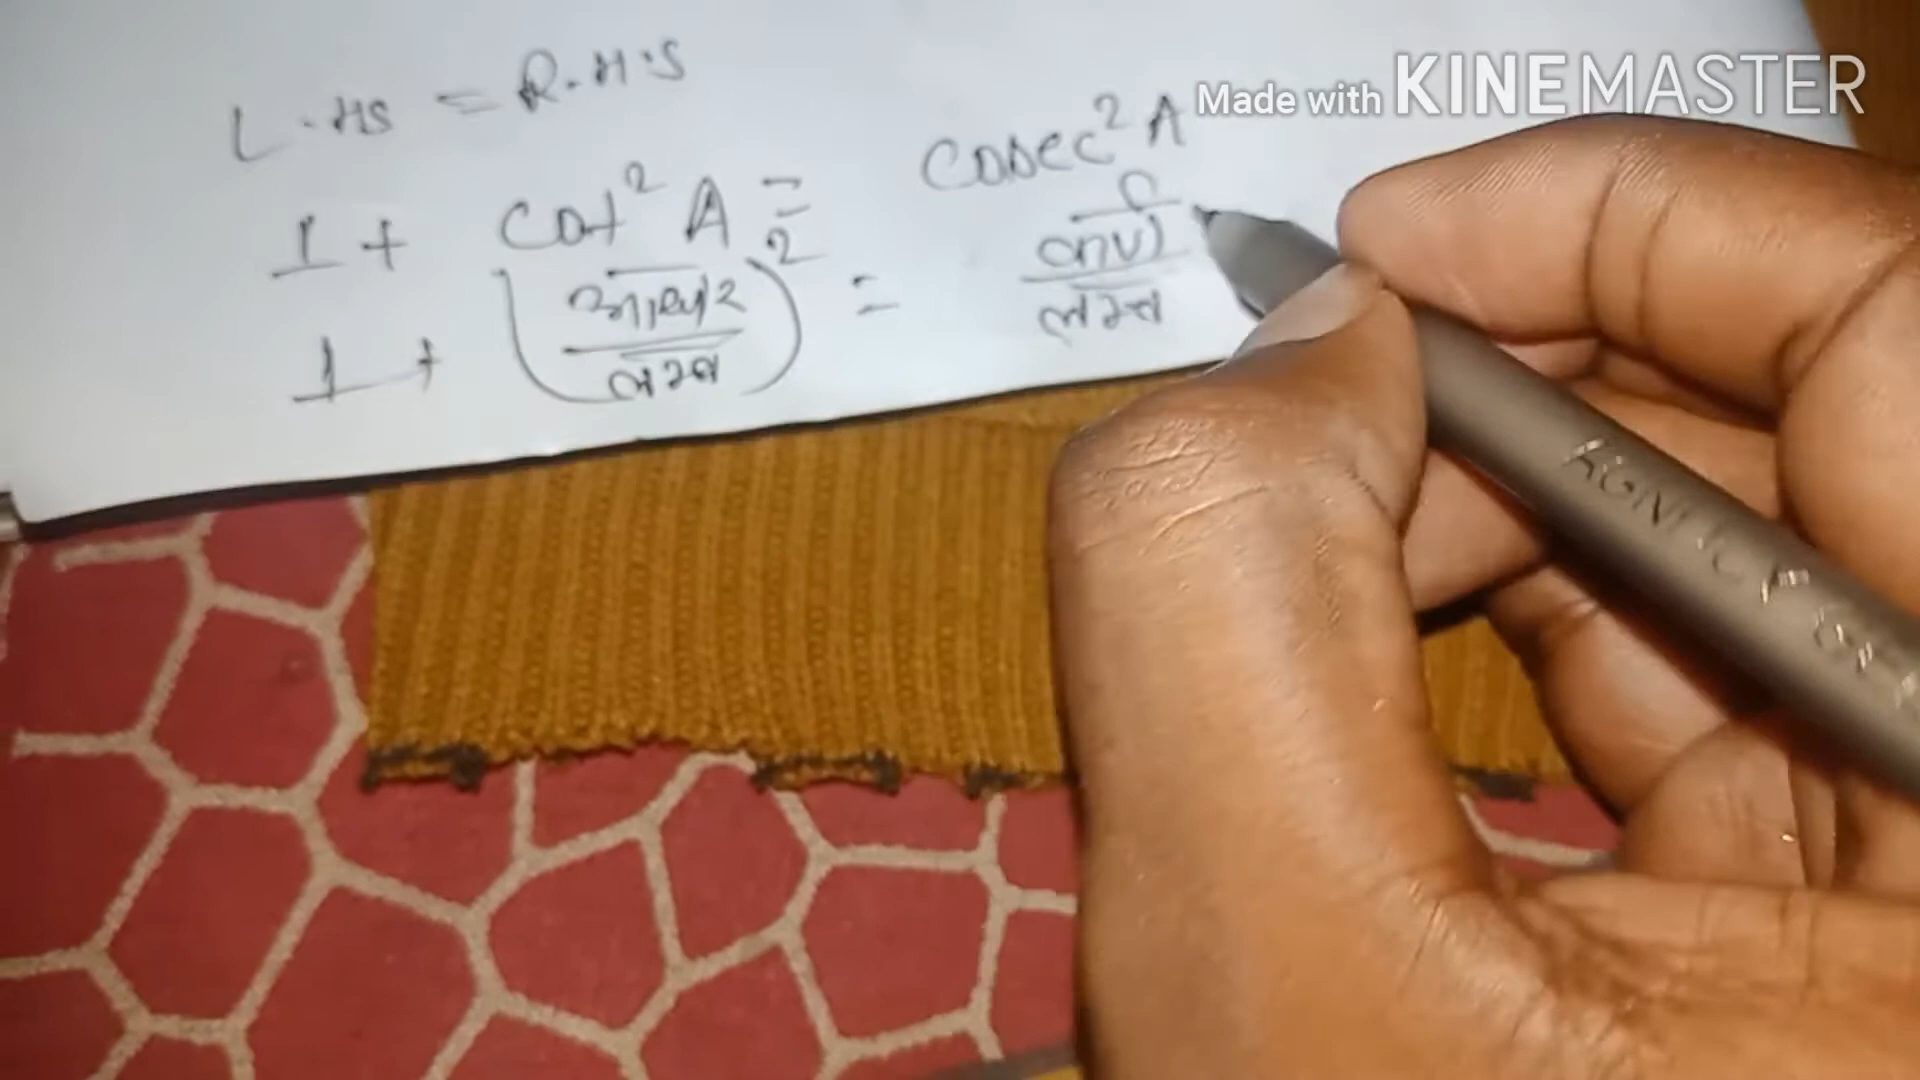 Made with KINEMASTER
L.HS = R.H.S
1 + Cot² A = Cosec² A
1 + (आधार / लम्ब)² = कर्ण / लम्ब